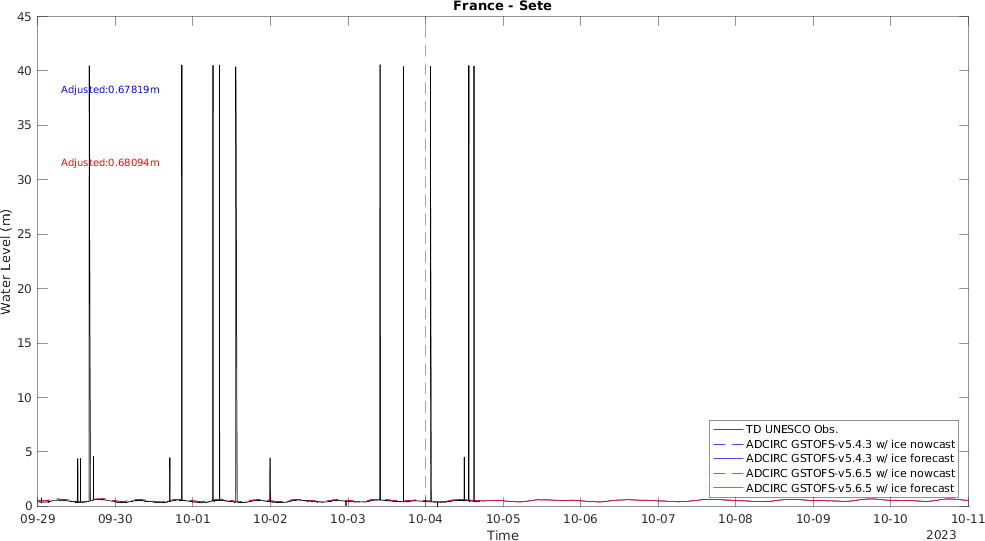 France - Sete
45
40
35
30
25
20
15
10
5
0
Water Level (m)
Adjusted:0.67819m
Adjusted:0.68094m
TD UNESCO Obs.
ADCIRC GSTOFS-v5.4.3 w/ ice nowcast
ADCIRC GSTOFS-v5.4.3 w/ ice forecast
ADCIRC GSTOFS-v5.6.5 w/ ice nowcast
ADCIRC GSTOFS-v5.6.5 w/ ice forecast
09-29 09-30 10-01 10-02 10-03 10-04 10-05 10-06 10-07 10-08 10-09 10-10 10-11
Time
2023